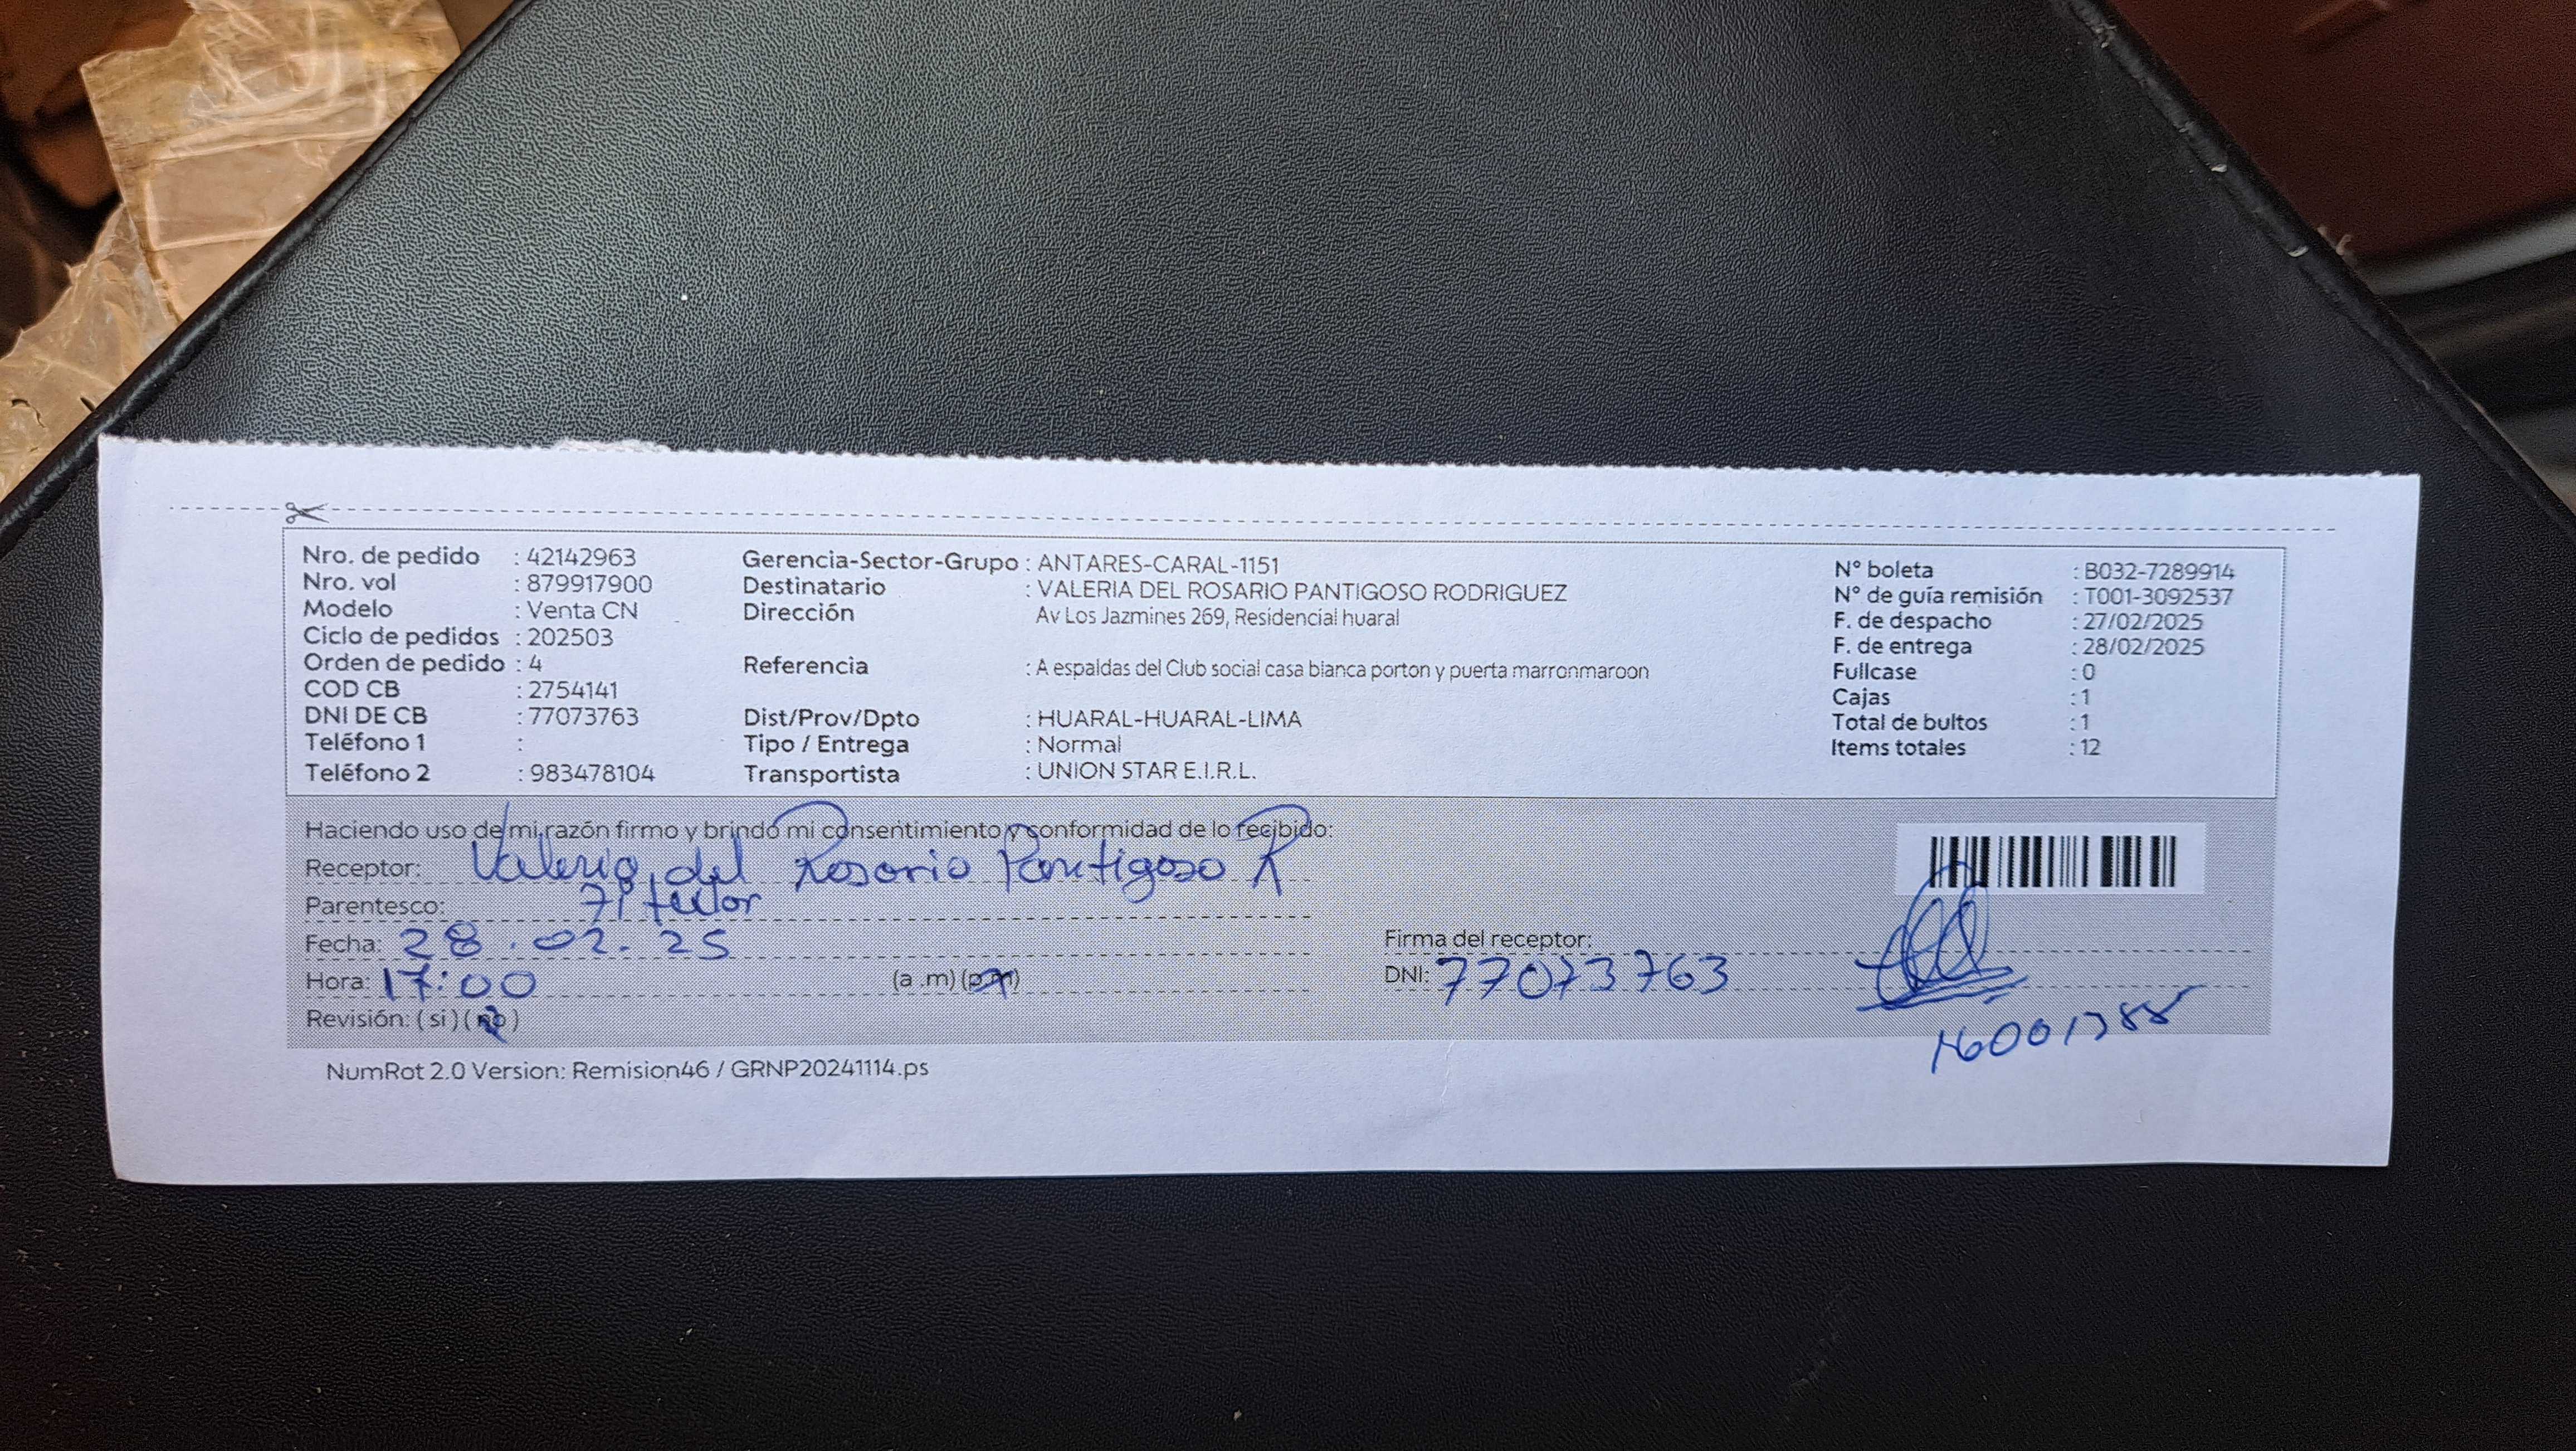 Nro. de pedido : 42142963
Nro. vol : 879917900
Modelo : Venta CN
Ciclo de pedidos : 202503
Orden de pedido : 4
COD CB : 2754141
DNI DE CB : 77073763
Teléfono 1 :
Teléfono 2 : 983478104
Gerencia-Sector-Grupo : ANTARES-CARAL-1151
Destinatario : VALERIA DEL ROSARIO PANTIGOSO RODRIGUEZ
Dirección Av Los Jazmines 269, Residencial huaral
Referencia : A espaldas del Club social casa blanca porton y puerta marronmaroon
Dist/Prov/Dpto : HUARAL-HUARAL-LIMA
Tipo / Entrega : Normal
Transportista : UNION STAR E.I.R.L.
N° boleta : B032-7289914
N° de guía remisión : T001-3092537
F. de despacho : 27/02/2025
F. de entrega : 28/02/2025
Fullcase : 0
Cajas : 1
Total de bultos : 1
Items totales : 12
Haciendo uso de mi razón firmo y brindo mi consentimiento y conformidad de lo recibido:
Receptor: Valeria del Rosario Pantigoso R
Parentesco: Titular
Fecha: 28.02.25
Hora: 17:00 (a .m) (p.m)
Revisión: ( si ) ( no )
Firma del receptor:
DNI: 77073763
NumRot 2.0 Version: Remision46 / GRNP20241114.ps